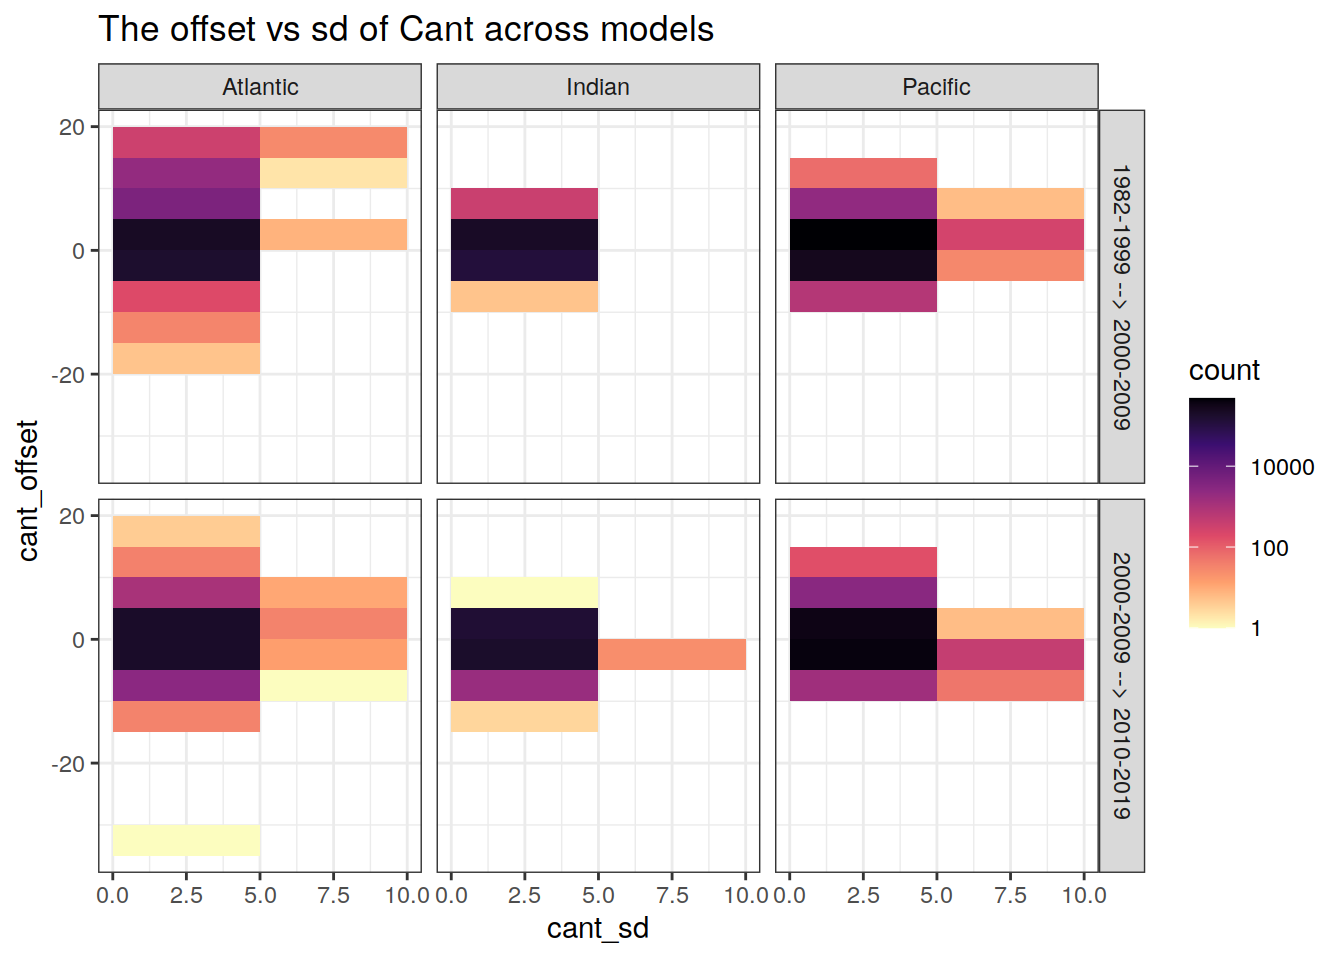 The offset vs sd of Cant across models
Atlantic
Indian
Pacific
20
0
-20
1982-1999 --> 2000-2009
20
0
-20
2000-2009 --> 2010-2019
0.0 2.5 5.0 7.5 10.0
0.0 2.5 5.0 7.5 10.0
0.0 2.5 5.0 7.5 10.0
cant_sd
cant_offset
count
10000
100
1